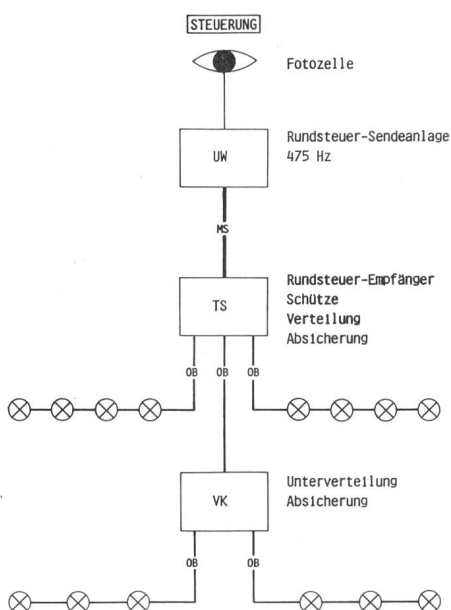 STEUERUNG
Fotozelle
UW
Rundsteuer-Sendeanlage
475 Hz
MS
TS
Rundsteuer-Empfänger
Schütze
Verteilung
Absicherung
OB OB OB
VK
Unterverteilung
Absicherung
OB OB